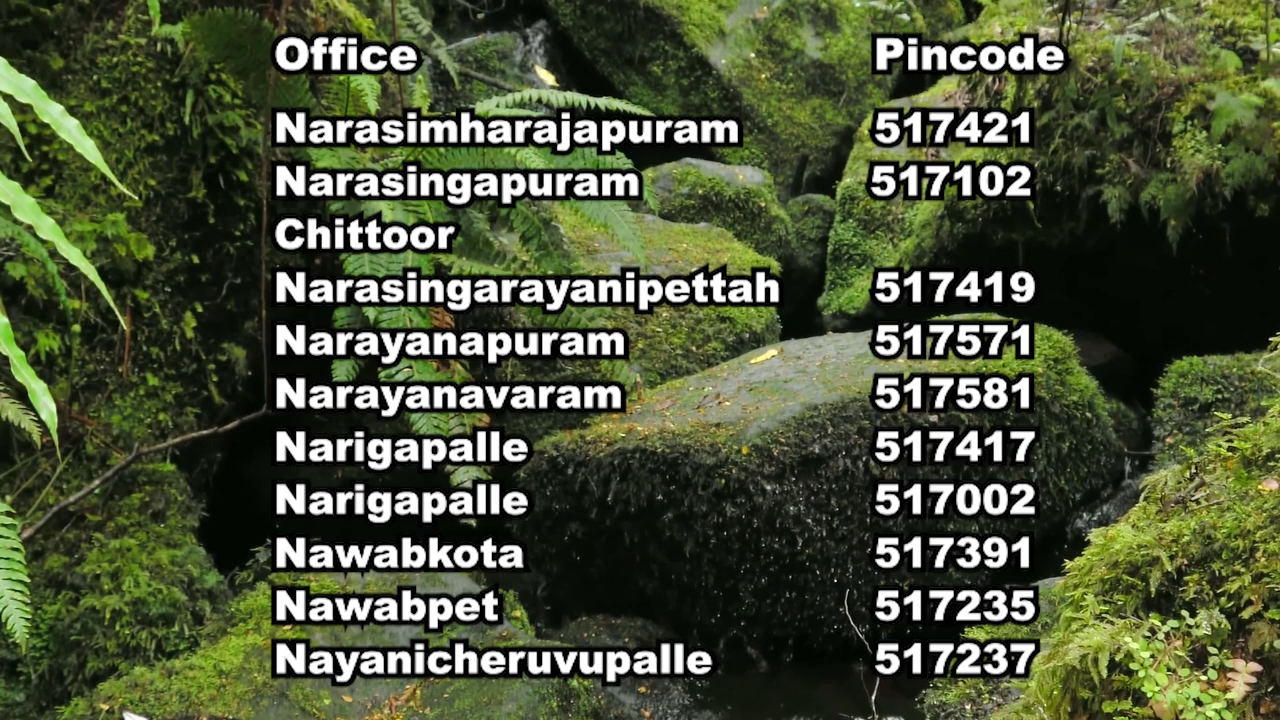 Office Pincode
Narasimharajapuram 517421
Narasingapuram 517102
Chittoor
Narasingarayanipettah 517419
Narayanapuram 517571
Narayanavaram 517581
Narigapalle 517417
Narigapalle 517002
Nawabkota 517391
Nawabpet 517235
Nayanicheruvupalle 517237